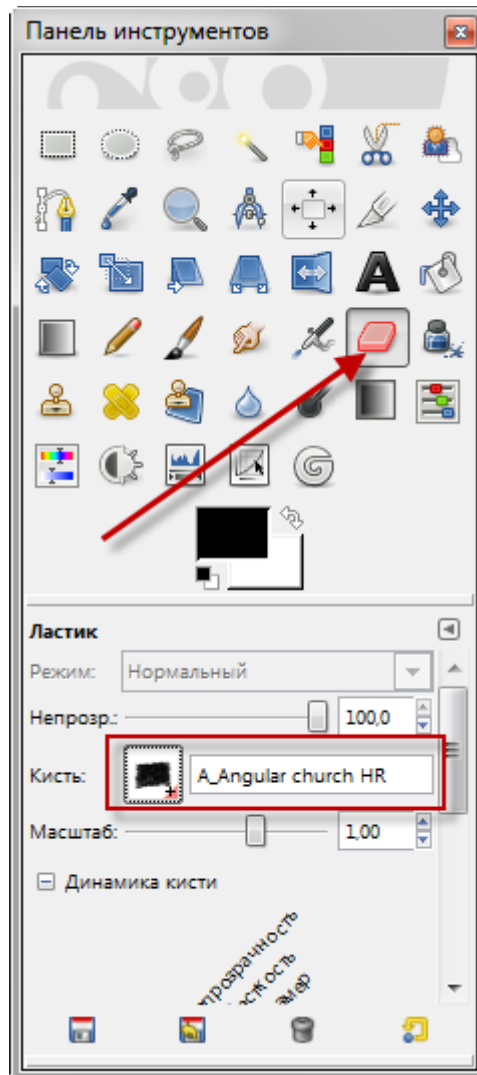 Панель инструментов
Ластик
Режим: Нормальный
Непрозр.: 100,0
Кисть: A_Angular church HR
Масштаб: 1,00
Динамика кисти